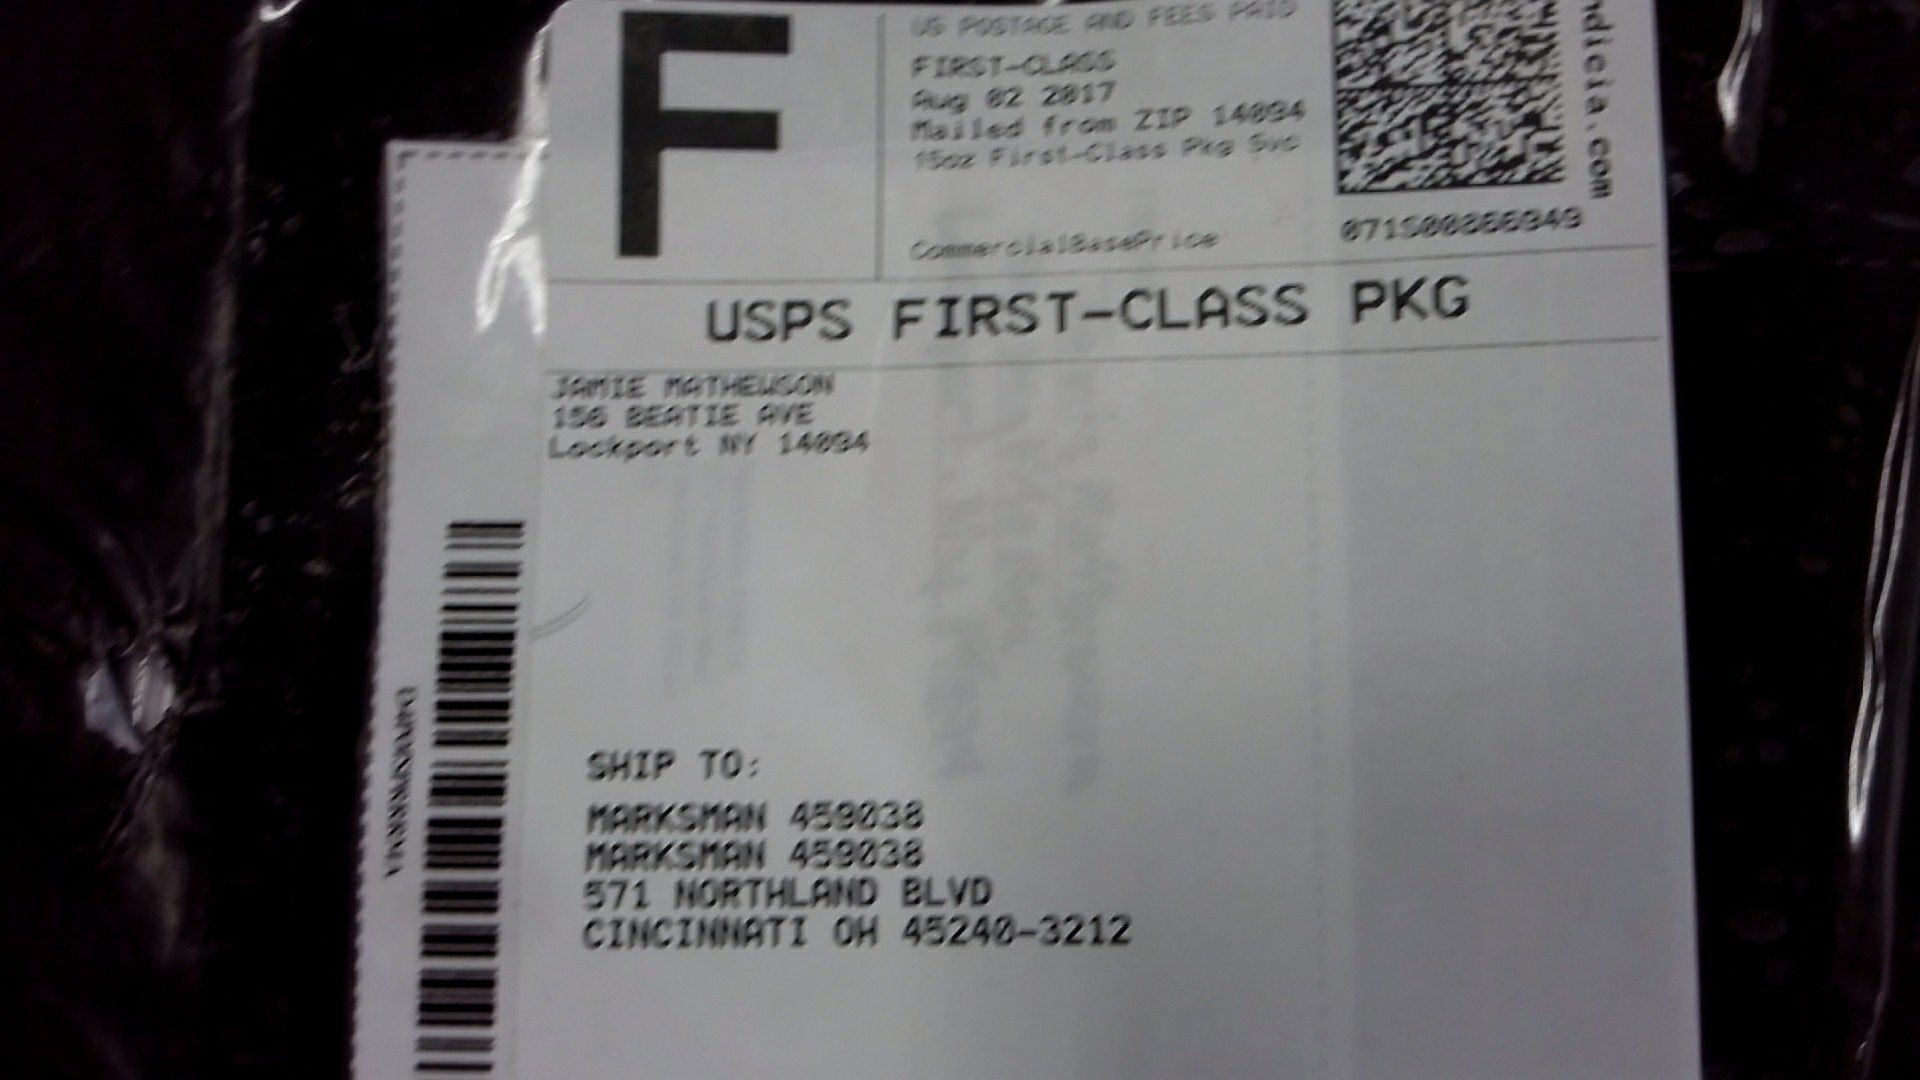 F
US POSTAGE AND FEES PAID
FIRST-CLASS
Aug 02 2017
Mailed from ZIP 14094
15oz First-Class Pkg Svc
CommercialBasePrice
ndicia.com
USPS FIRST-CLASS PKG
JAMIE MATHEWSON
156 BEATIE AVE
Lockport NY 14094
SHIP TO:
MARKSMAN 459038
MARKSMAN 459038
571 NORTHLAND BLVD
CINCINNATI OH 45240-3212